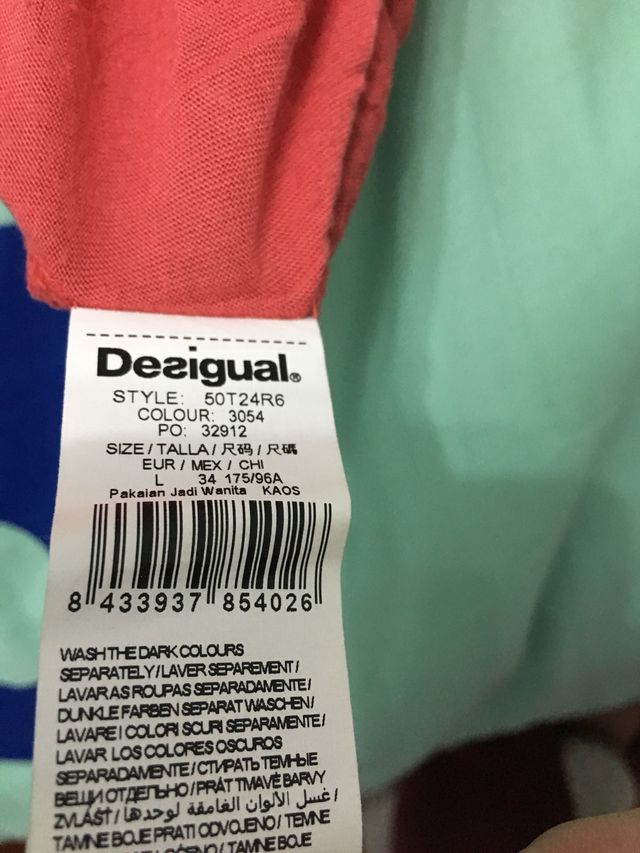 Desigual®
STYLE: 50T24R6
COLOUR: 3054
PO: 32912
SIZE / TALLA / 尺码 / 尺碼
EUR / MEX / CHI
L 34 175/96A
Pakaian Jadi Wanita KAOS
8 433937 854026
WASH THE DARK COLOURS
SEPARATELY / LAVER SEPAREMENT /
LAVAR AS ROUPAS SEPARADAMENTE /
DUNKLE FARBEN SEPARAT WASCHEN /
LAVARE I COLORI SCURI SEPARAMENTE /
LAVAR LOS COLORES OSCUROS
SEPARADAMENTE / СТИРАТЬ ТЕМНЫЕ
ВЕЩИ ОТДЕЛЬНО / PRÁT TMAVÉ BARVY
ZVLÁŠT / غسل الألوان الغامقة لوحدها /
TAMNE BOJE PRATI ODVOJENO / TEMNE
/ TAMNE BOJE